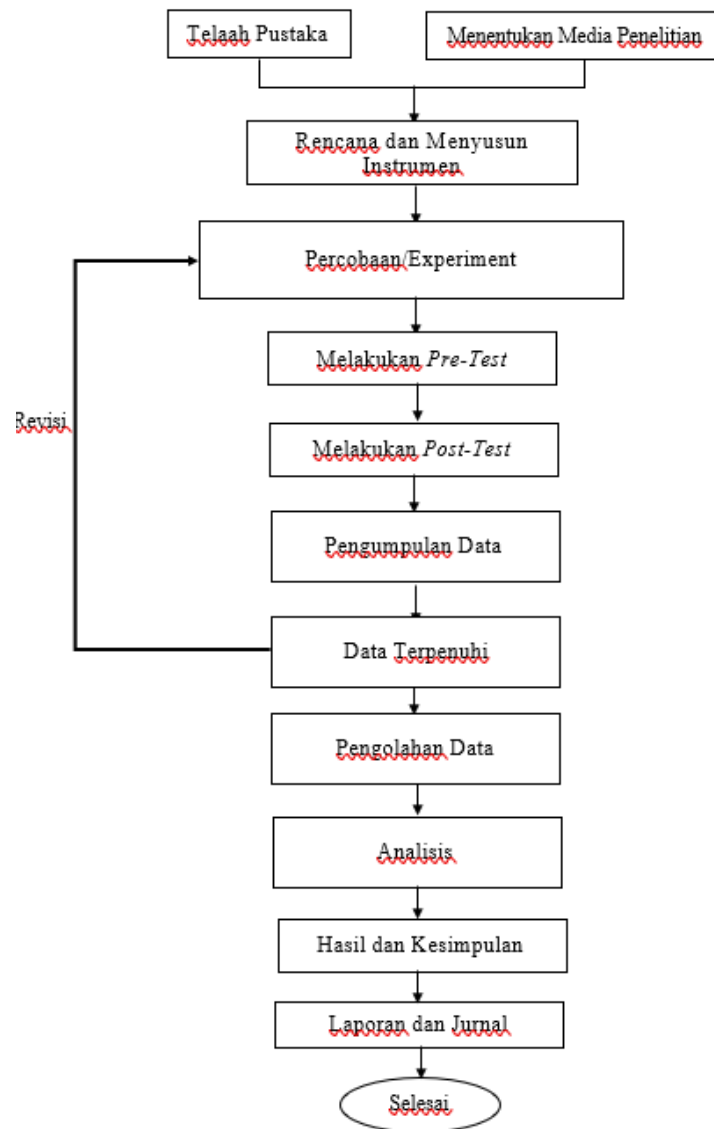 Telaah Pustaka
Menentukan Media Penelitian
Rencana dan Menyusun
Instrumen
Percobaan/Experiment
Melakukan Pre-Test
Revisi
Melakukan Post-Test
Pengumpulan Data
Data Terpenuhi
Pengolahan Data
Analisis
Hasil dan Kesimpulan
Laporan dan Jurnal
Selesai